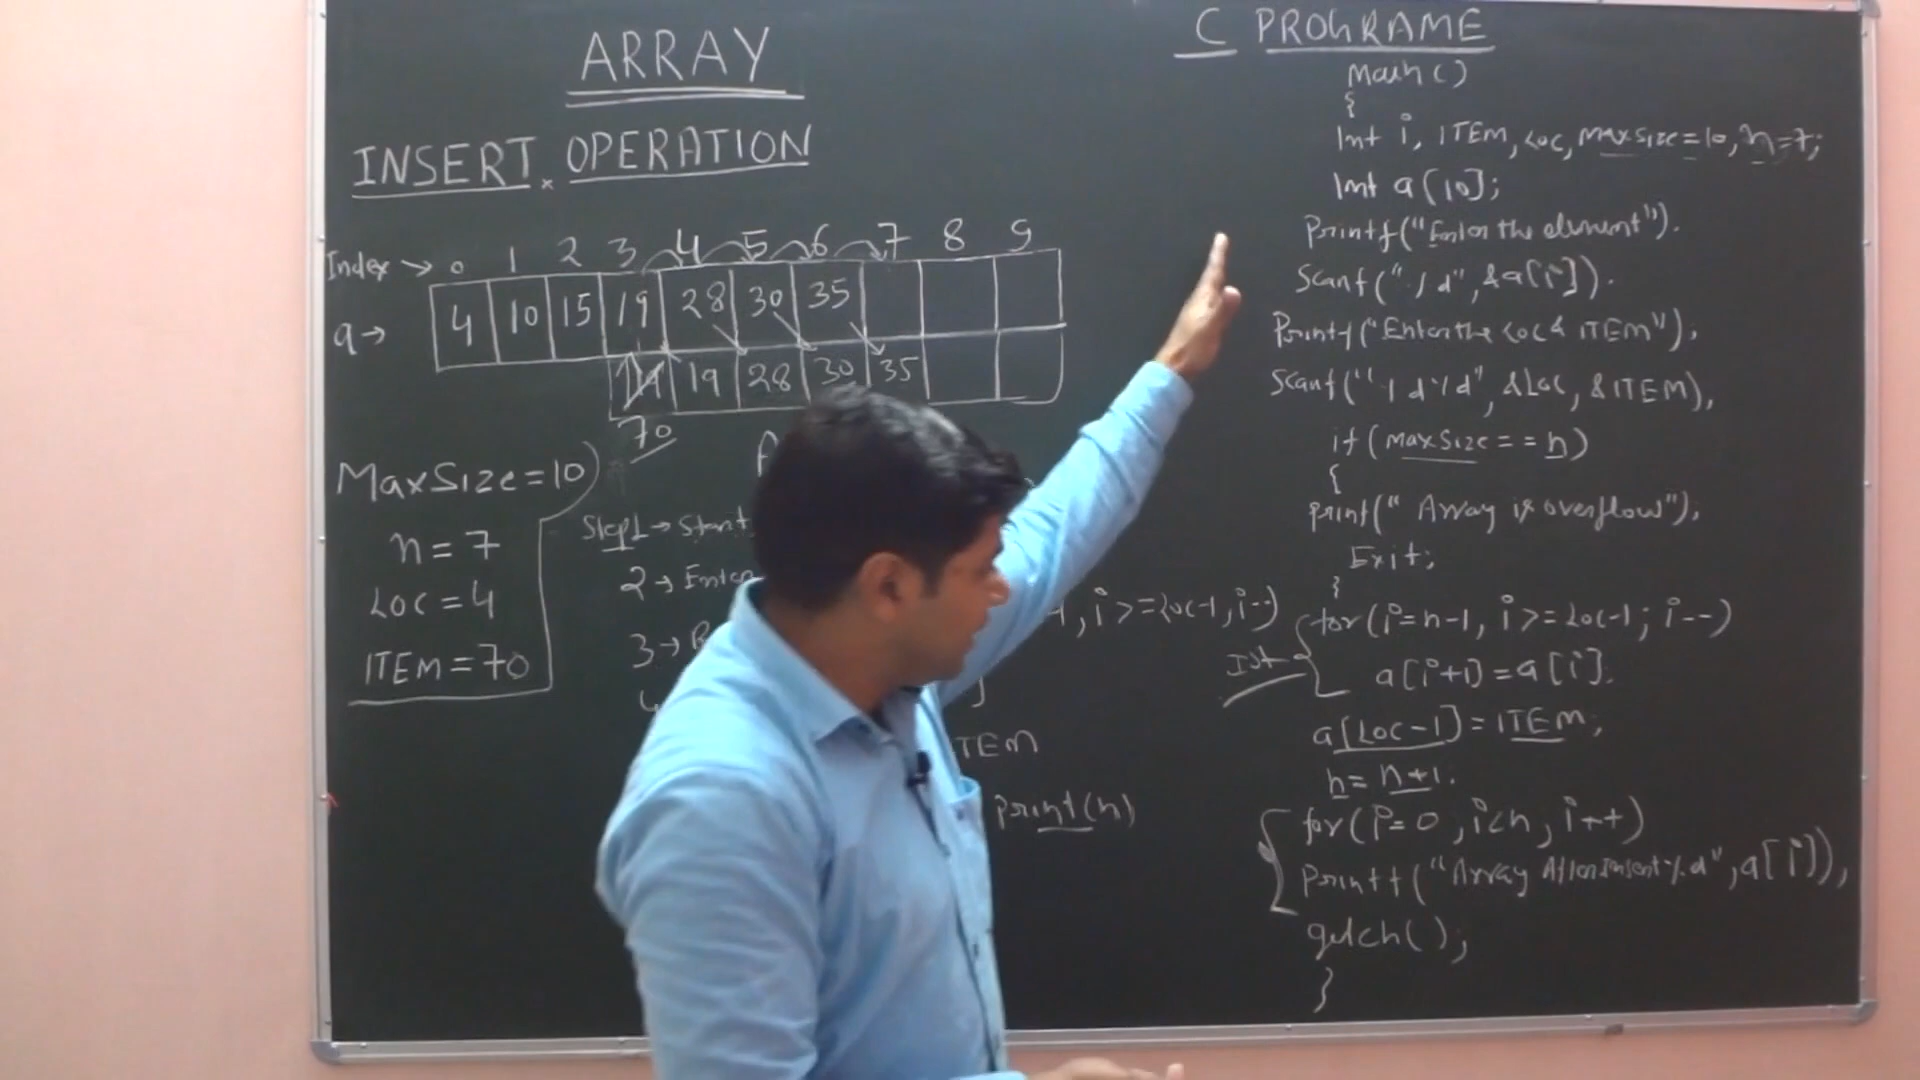 ARRAY
INSERT OPERATION
Index → 0 1 2 3 4 5 6 7 8 9
a → 4 10 15 19 28 30 35
19 28 30 35
70
MaxSize = 10
n = 7
LOC = 4
ITEM = 70
Step1 → Start
2 → Enter
3 →
, i >= Loc-1, i--)
ITEM
print(n)
C PROGRAME
Main()
{
Int i, ITEM, LOC, MaxSize = 10, n = 7;
Int a[10];
Printf("Enter the element").
Scanf("%d", &a[i]).
Printf("Enter the LOC & ITEM"),
Scanf("%d%d", &Loc, &ITEM),
if(MaxSize == n)
{
print("Array is overflow");
Exit;
}
for(i=n-1, i>=Loc-1; i--)
Ist
a[i+1) = a[i].
a[Loc-1] = ITEM;
n = n+1.
for(i=0, i<n, i++)
Printf("Array After Insert%d", a[i]),
getch();
}